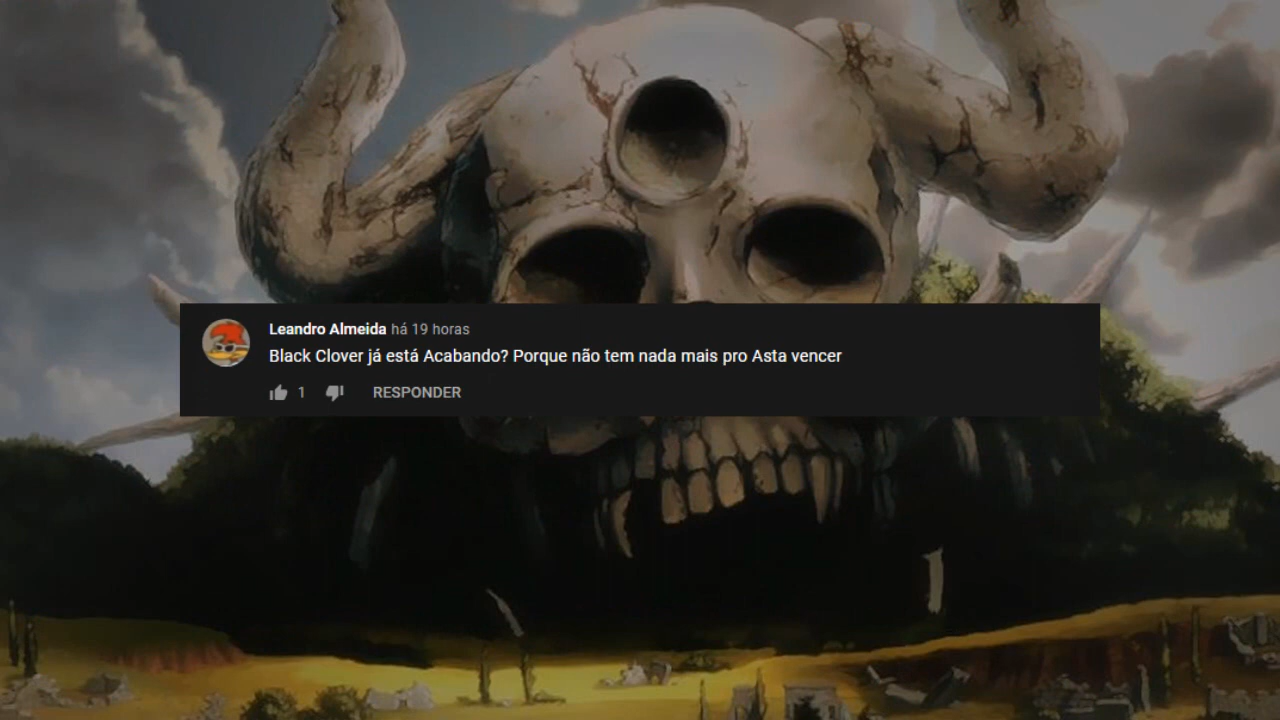 Leandro Almeida há 19 horas
Black Clover já está Acabando? Porque não tem nada mais pro Asta vencer
1 RESPONDER